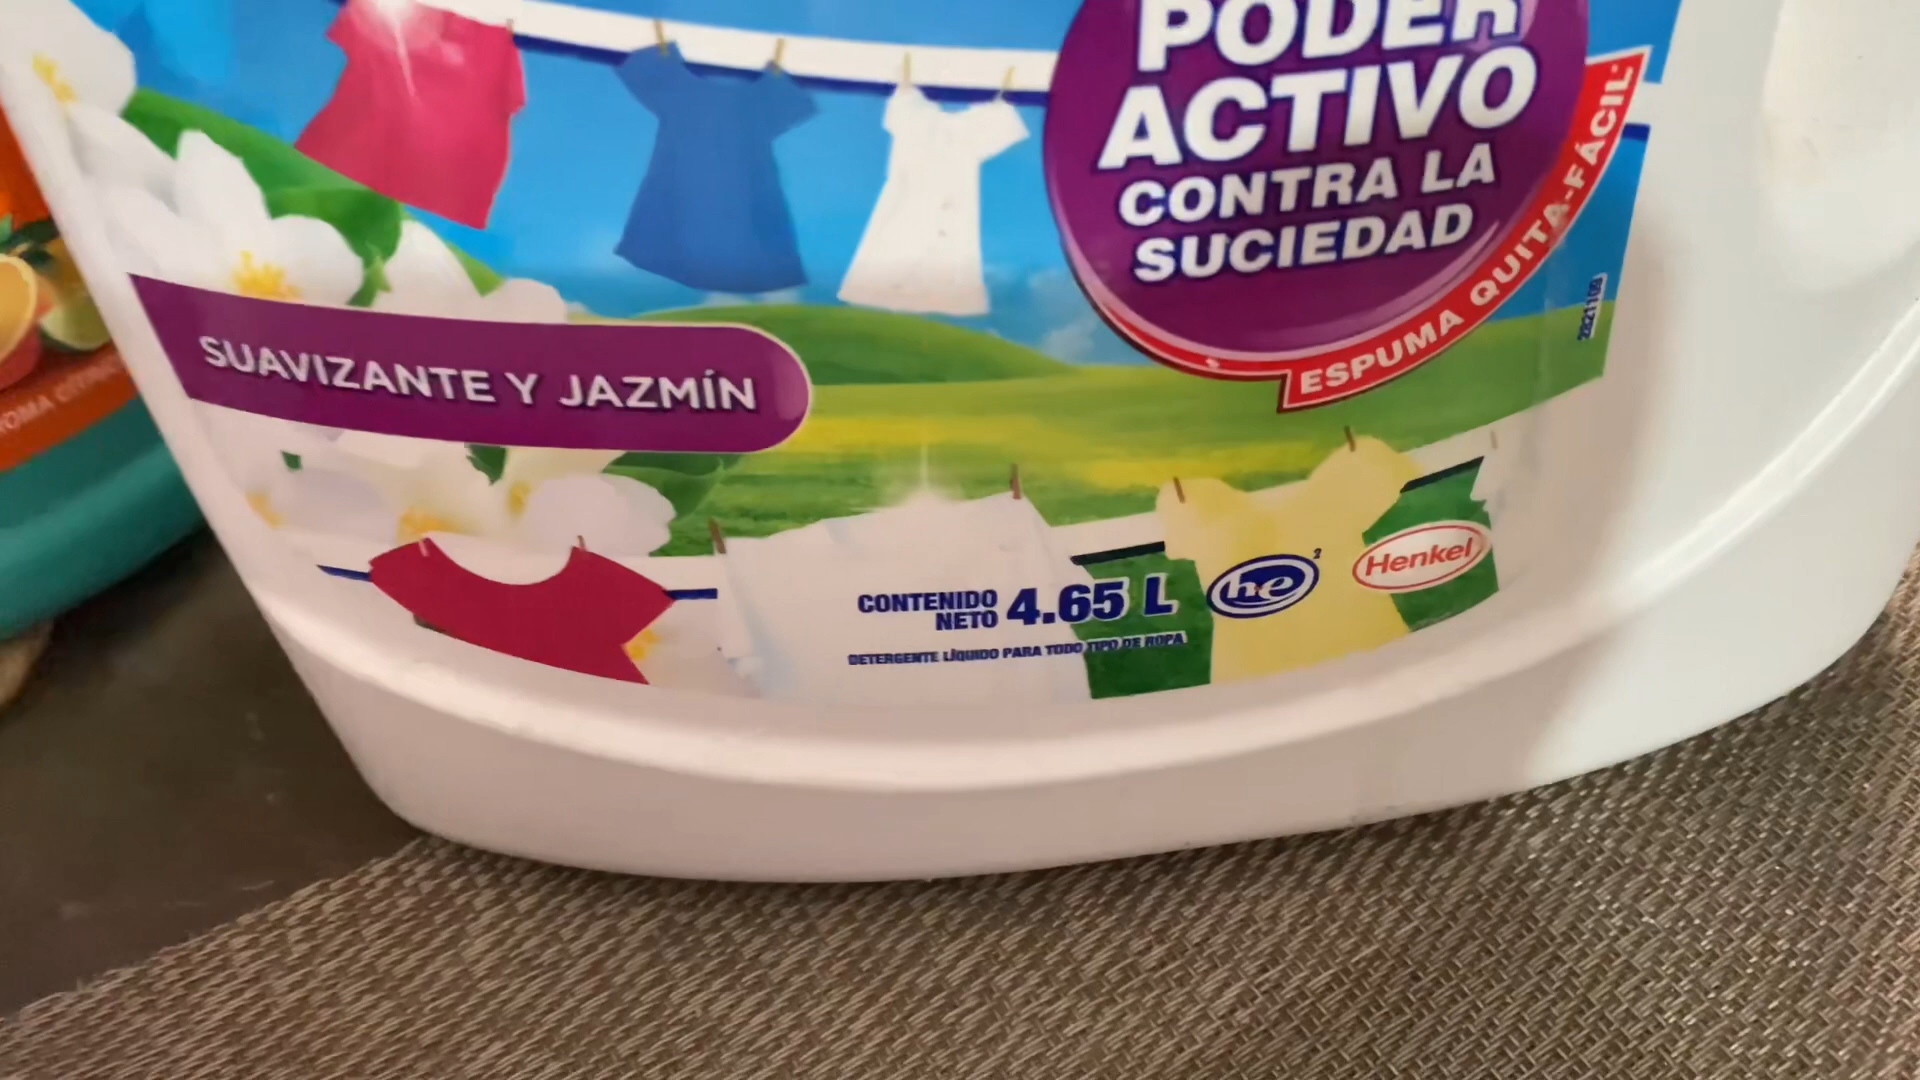 PODER
ACTIVO
CONTRA LA
SUCIEDAD
ESPUMA QUITA-FÁCIL
SUAVIZANTE Y JAZMÍN
CONTENIDO
NETO 4.65 L
he²
Henkel
DETERGENTE LÍQUIDO PARA TODO TIPO DE ROPA